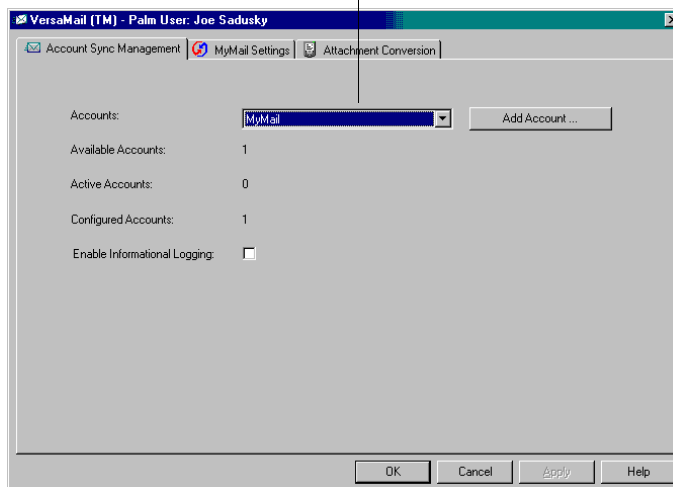 VersaMail (TM) - Palm User: Joe Sadusky
Account Sync Management MyMail Settings Attachment Conversion
Accounts: MyMail Add Account ...
Available Accounts: 1
Active Accounts: 0
Configured Accounts: 1
Enable Informational Logging:
OK Cancel Apply Help